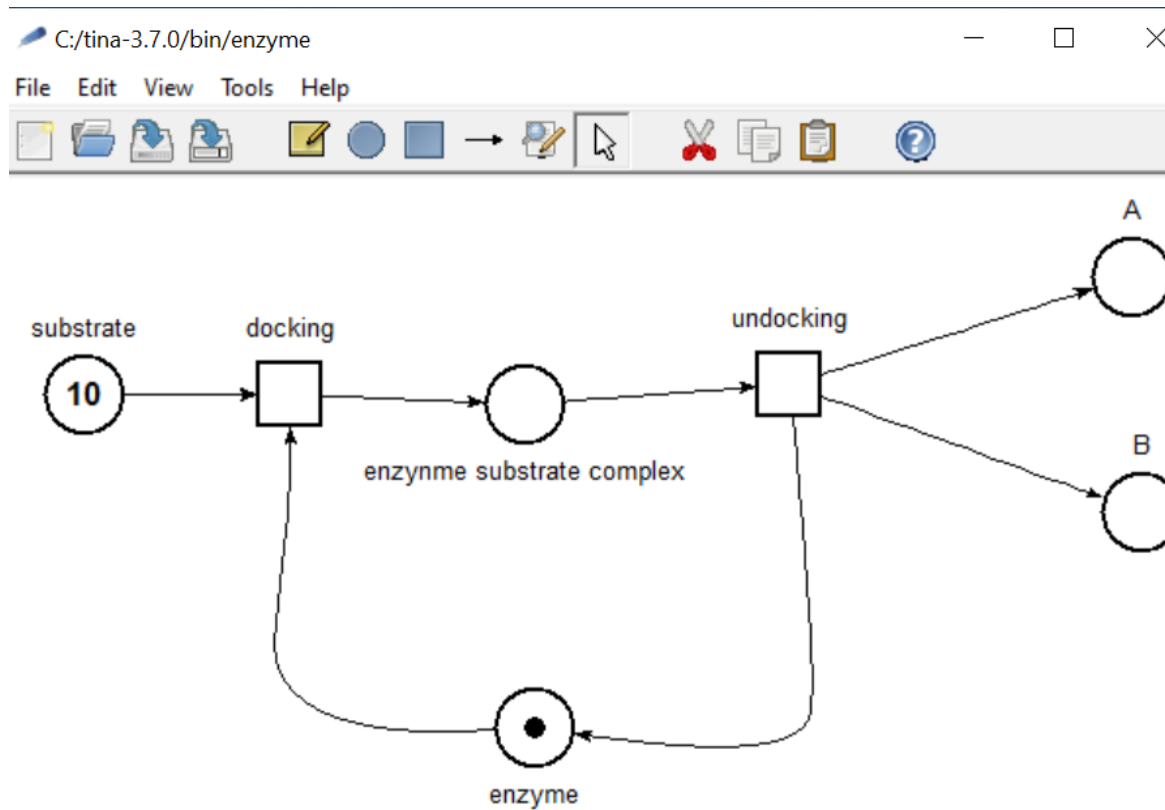 C:/tina-3.7.0/bin/enzyme
File Edit View Tools Help
A
substrate
docking
undocking
10
B
enzynme substrate complex
enzyme